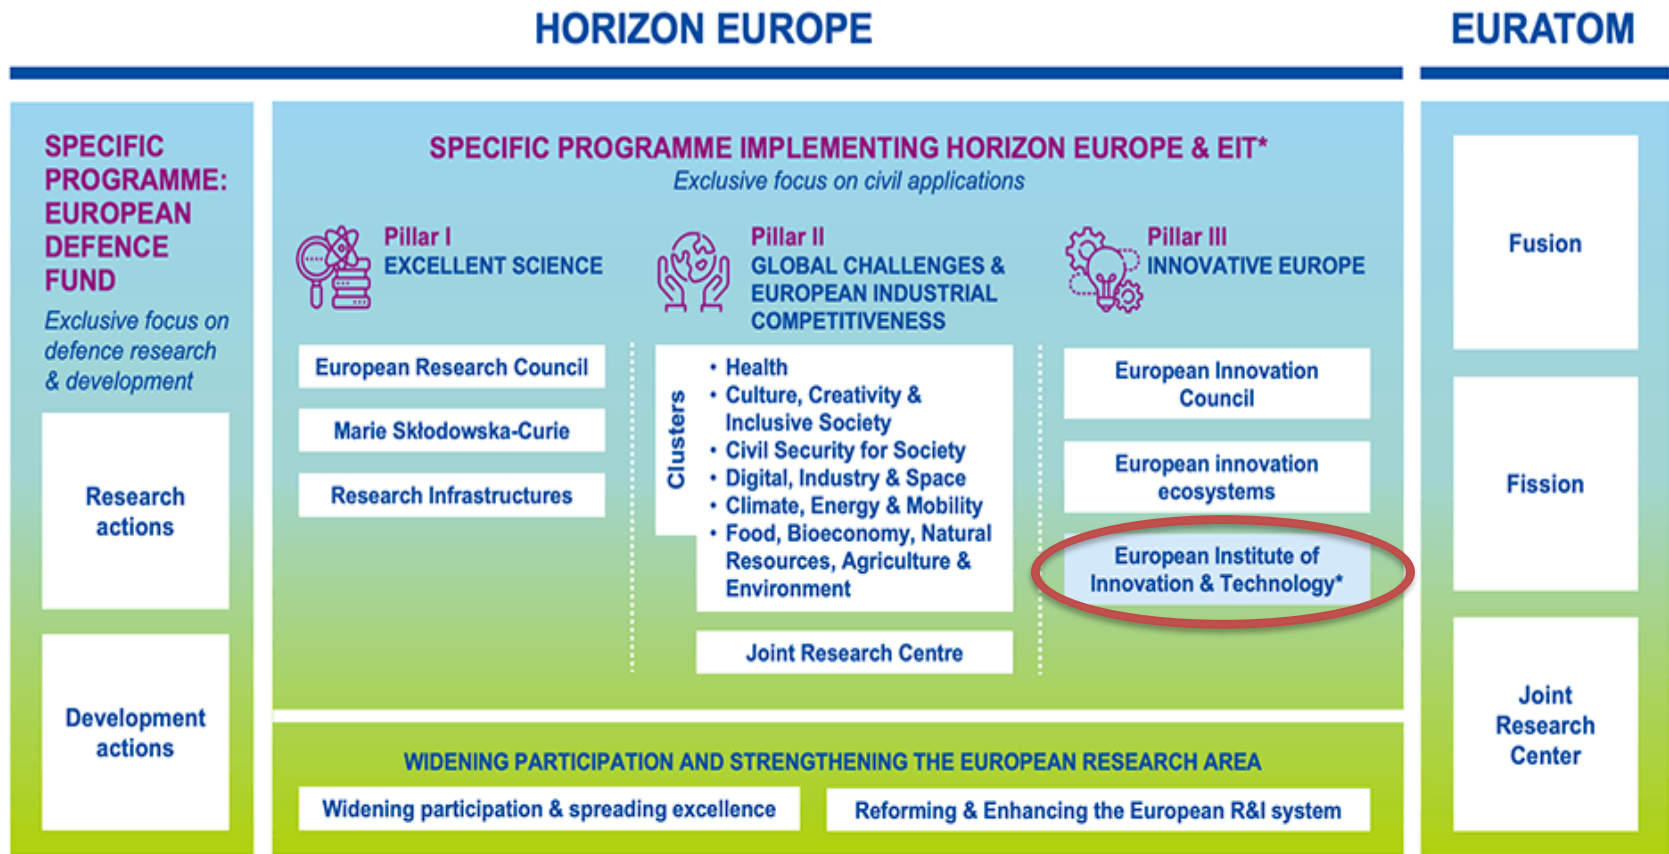 HORIZON EUROPE
EURATOM
SPECIFIC
PROGRAMME:
EUROPEAN
DEFENCE
FUND
Exclusive focus on
defence research
& development
Research
actions
Development
actions
SPECIFIC PROGRAMME IMPLEMENTING HORIZON EUROPE & EIT*
Exclusive focus on civil applications
Pillar I
EXCELLENT SCIENCE
European Research Council
Marie Skłodowska-Curie
Research Infrastructures
Pillar II
GLOBAL CHALLENGES &
EUROPEAN INDUSTRIAL
COMPETITIVENESS
Clusters
• Health
• Culture, Creativity &
Inclusive Society
• Civil Security for Society
• Digital, Industry & Space
• Climate, Energy & Mobility
• Food, Bioeconomy, Natural
Resources, Agriculture &
Environment
Joint Research Centre
Pillar III
INNOVATIVE EUROPE
European Innovation
Council
European innovation
ecosystems
European Institute of
Innovation & Technology*
WIDENING PARTICIPATION AND STRENGTHENING THE EUROPEAN RESEARCH AREA
Widening participation & spreading excellence
Reforming & Enhancing the European R&I system
Fusion
Fission
Joint
Research
Center